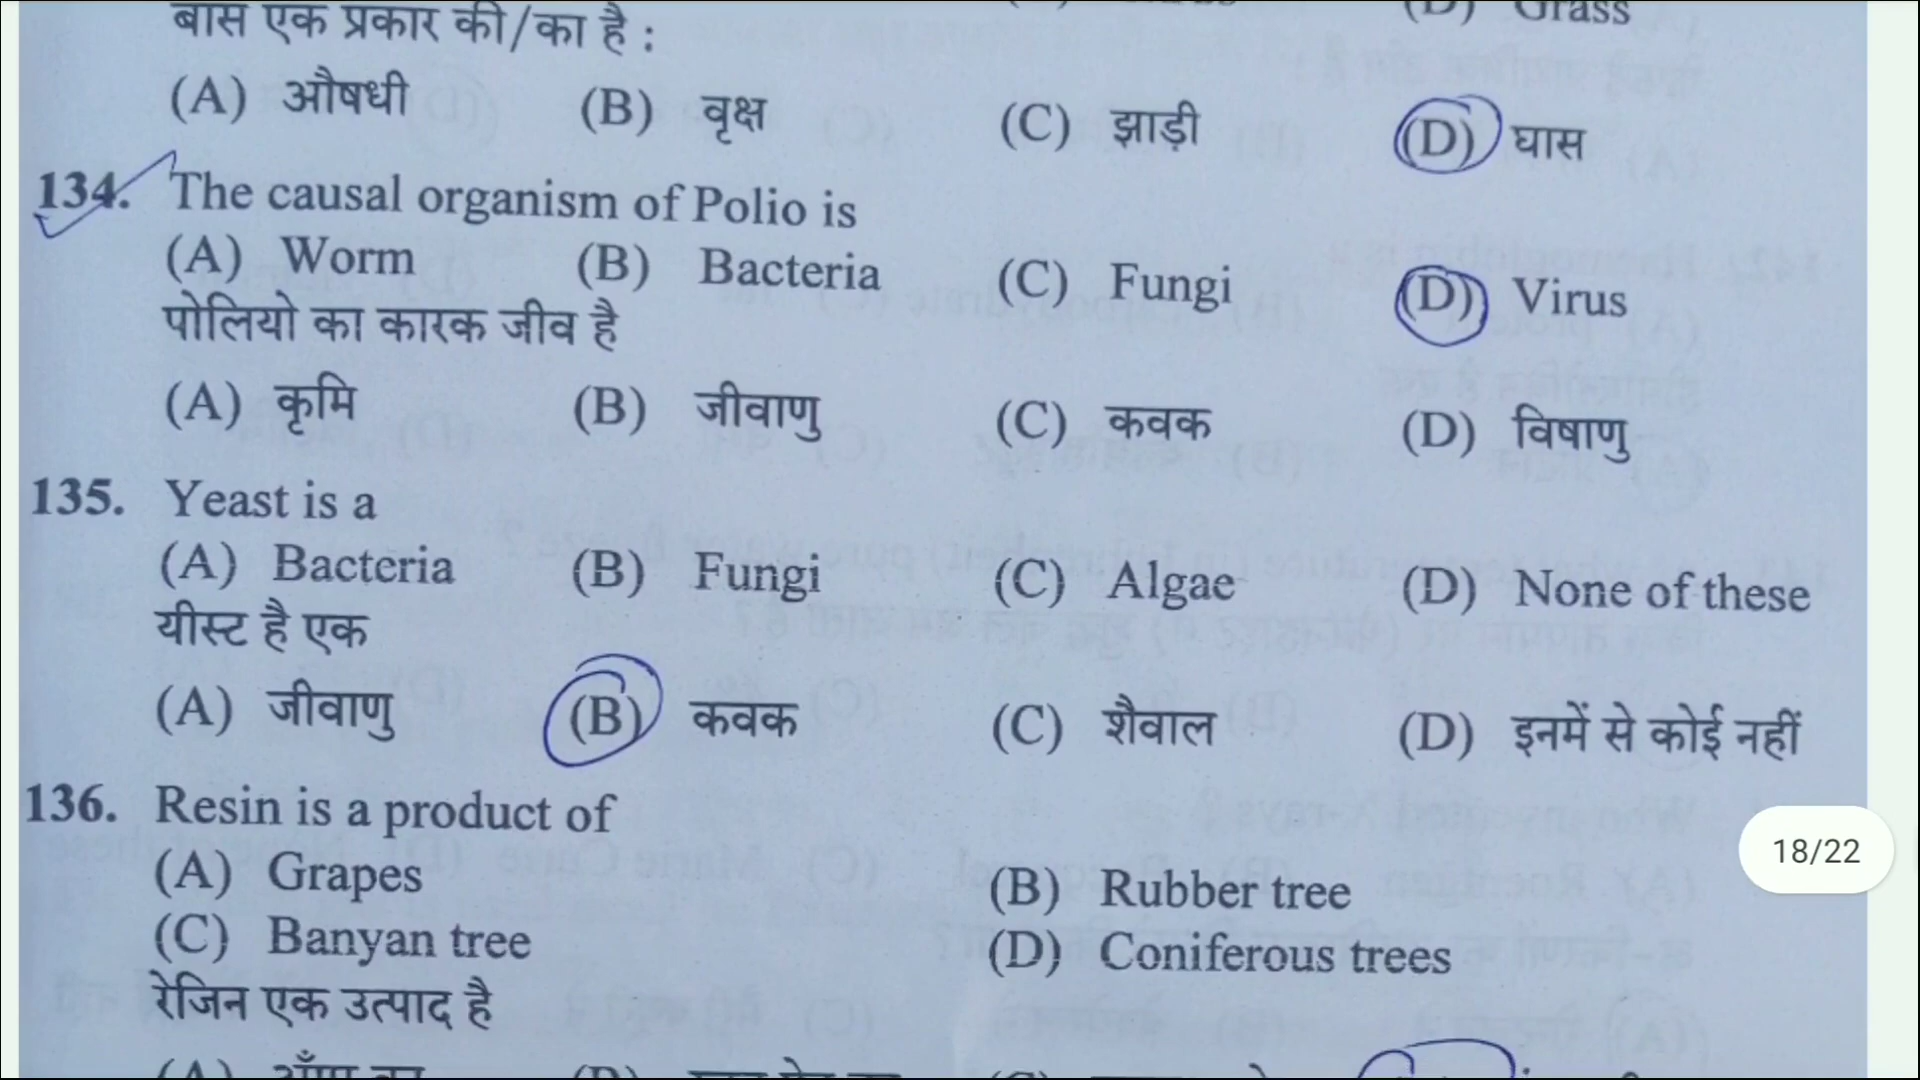 (D) Grass
बास एक प्रकार की/का है :
(A) औषधी (B) वृक्ष (C) झाड़ी (D) घास
134. The causal organism of Polio is
(A) Worm (B) Bacteria (C) Fungi (D) Virus
पोलियो का कारक जीव है
(A) कृमि (B) जीवाणु (C) कवक (D) विषाणु
135. Yeast is a
(A) Bacteria (B) Fungi (C) Algae (D) None of these
यीस्ट है एक
(A) जीवाणु (B) कवक (C) शैवाल (D) इनमें से कोई नहीं
136. Resin is a product of
(A) Grapes (B) Rubber tree
(C) Banyan tree (D) Coniferous trees
18/22
रेजिन एक उत्पाद है